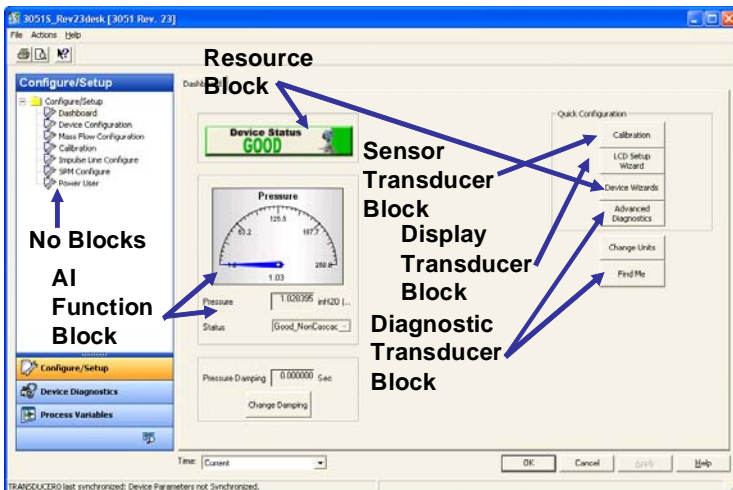 3051S_Rev23desk [3051 Rev. 23]
File Actions Help
Configure/Setup
Configure/Setup
Dashboard
Device Configuration
Mass Flow Configuration
Calibration
Impulse Line Configure
SPM Configure
Power User
No Blocks
AI
Function
Block
Configure/Setup
Device Diagnostics
Process Variables
Resource
Block
Device Status
GOOD
Pressure
125.5
187.7
1.03
Pressure 1.028395 inH2O (...
Status Good_NonCascac
Pressure Damping 0.000000 Sec
Change Damping
Sensor
Transducer
Block
Display
Transducer
Block
Diagnostic
Transducer
Block
Quick Configuration
Calibration
LCD Setup
Wizard
Device Wizards
Advanced
Diagnostics
Change Units
Find Me
Time: Current
OK Cancel Apply Help
TRANSDUCER0 last synchronized: Device Parameters not Synchronized.